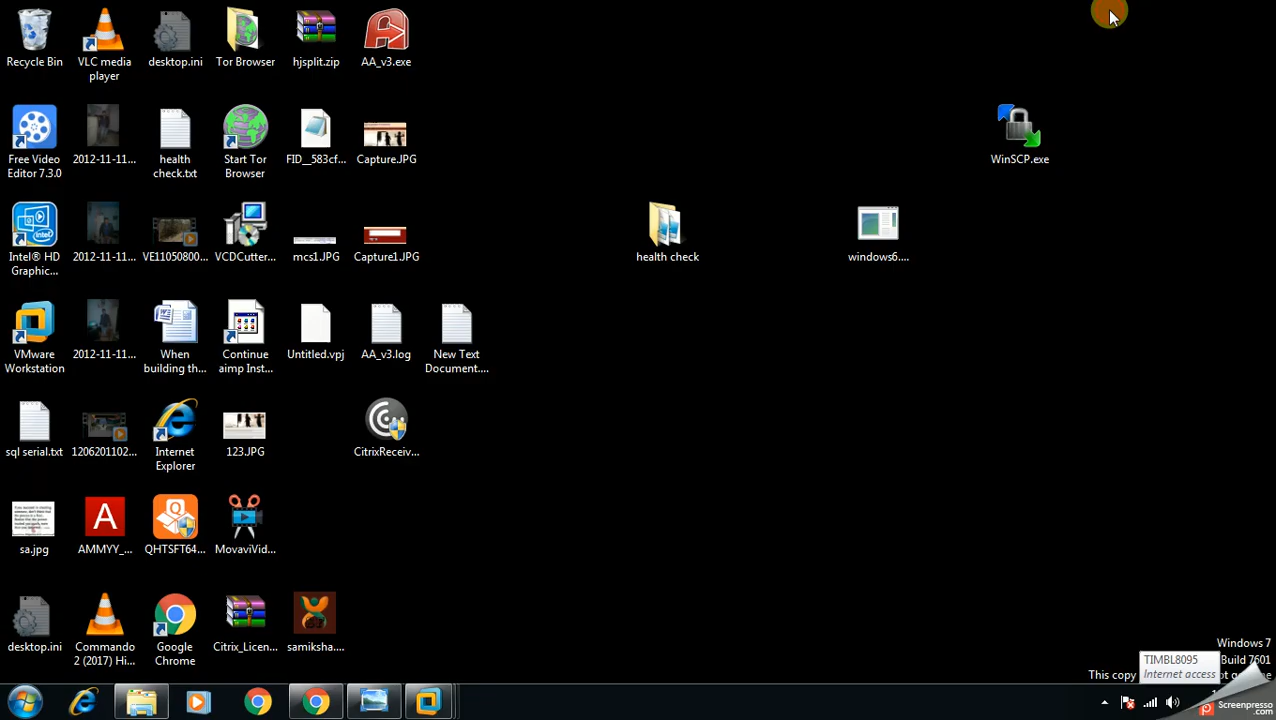 Recycle Bin
VLC media
player
desktop.ini
Tor Browser
hjsplit.zip
AA_v3.exe
Free Video
Editor 7.3.0
2012-11-11...
health
check.txt
Start Tor
Browser
FID__583cf...
Capture.JPG
WinSCP.exe
Intel® HD
Graphic...
2012-11-11...
VE11050800...
VCDCutter...
mcs1.JPG
Capture1.JPG
health check
windows6....
VMware
Workstation
2012-11-11...
When
building th...
Continue
aimp Inst...
Untitled.vpj
AA_v3.log
New Text
Document....
sql serial.txt
1206201102...
Internet
Explorer
123.JPG
CitrixReceiv...
sa.jpg
A
AMMYY_...
QHTSFT64...
MovaviVid...
desktop.ini
Commando
2 (2017) Hi...
Google
Chrome
Citrix_Licen...
samiksha....
Windows 7
Build 7601
This copy
TIMBL8095
Internet access
Screenpresso
.com